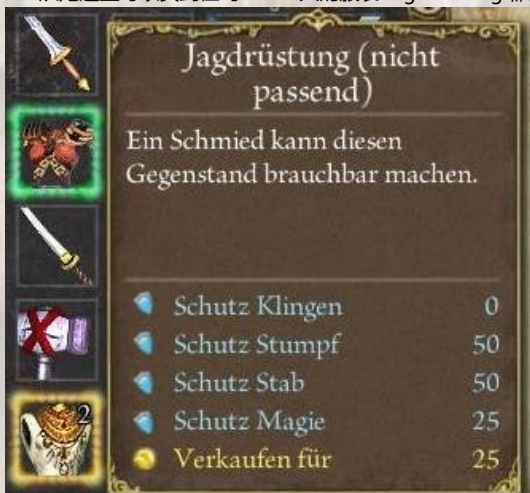 Jagdrüstung (nicht
passend)
Ein Schmied kann diesen
Gegenstand brauchbar machen.
Schutz Klingen 0
Schutz Stumpf 50
Schutz Stab 50
Schutz Magie 25
2
Verkaufen für 25